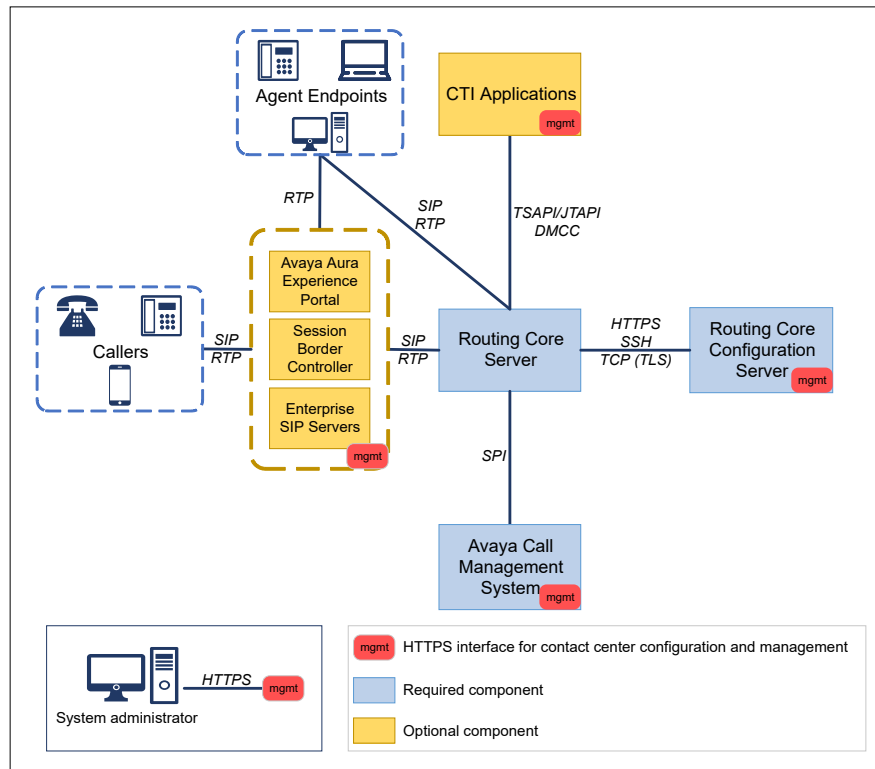 Agent Endpoints
CTI Applications
mgmt
RTP
SIP
RTP
TSAPI/JTAPI
DMCC
Avaya Aura
Experience
Portal
Session
Border
Controller
Enterprise
SIP Servers
mgmt
Callers
SIP
RTP
SIP
RTP
Routing Core
Server
HTTPS
SSH
TCP (TLS)
Routing Core
Configuration
Server
mgmt
SPI
Avaya Call
Management
System
mgmt
HTTPS
mgmt
System administrator
mgmt
HTTPS interface for contact center configuration and management
Required component
Optional component